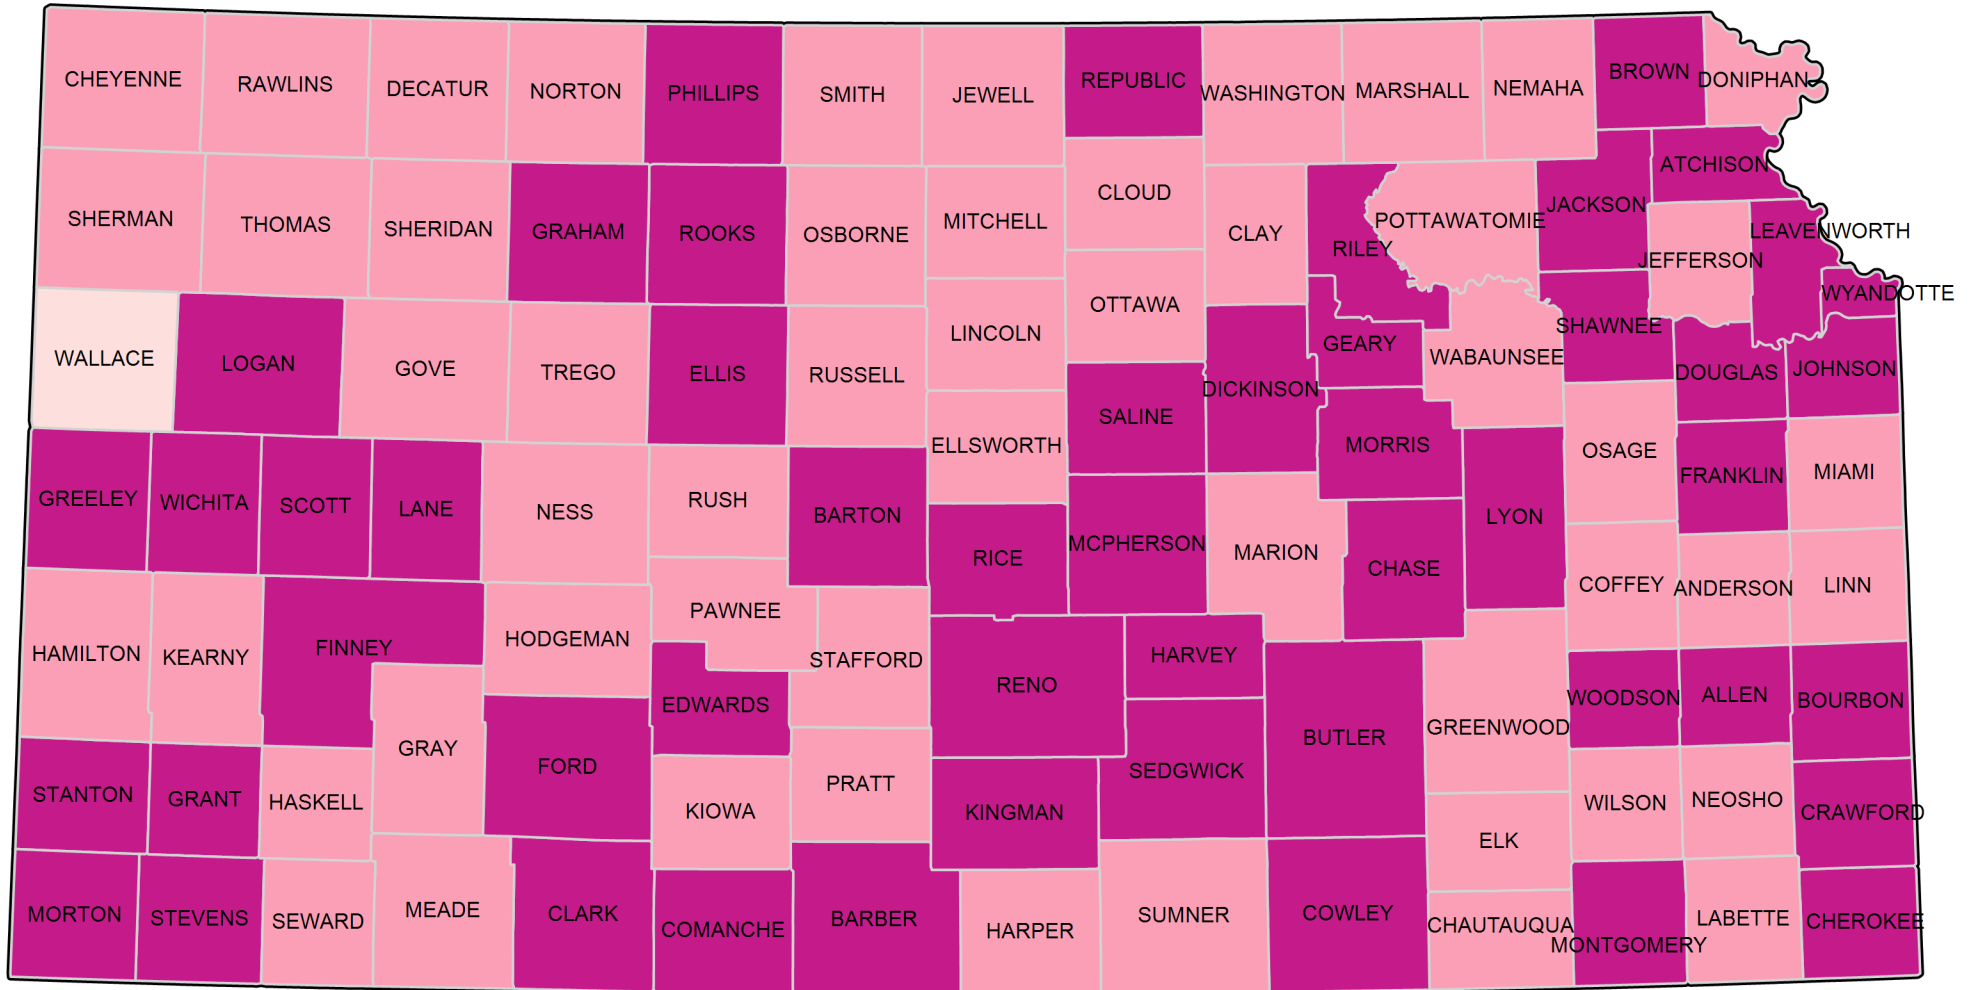 CHEYENNE
RAWLINS
DECATUR
NORTON
PHILLIPS
SMITH
JEWELL
REPUBLIC
WASHINGTON
MARSHALL
NEMAHA
BROWN
DONIPHAN
SHERMAN
THOMAS
SHERIDAN
GRAHAM
ROOKS
OSBORNE
MITCHELL
CLOUD
CLAY
RILEY
POTTAWATOMIE
JACKSON
ATCHISON
JEFFERSON
LEAVENWORTH
WYANDOTTE
WALLACE
LOGAN
GOVE
TREGO
ELLIS
RUSSELL
LINCOLN
OTTAWA
SALINE
DICKINSON
GEARY
WABAUNSEE
SHAWNEE
DOUGLAS
JOHNSON
ELLSWORTH
MORRIS
OSAGE
FRANKLIN
MIAMI
GREELEY
WICHITA
SCOTT
LANE
NESS
RUSH
BARTON
RICE
MCPHERSON
MARION
CHASE
LYON
COFFEY
ANDERSON
LINN
HAMILTON
KEARNY
FINNEY
HODGEMAN
PAWNEE
STAFFORD
EDWARDS
RENO
HARVEY
BUTLER
GREENWOOD
WOODSON
ALLEN
BOURBON
GRAY
FORD
KIOWA
PRATT
KINGMAN
SEDGWICK
STANTON
GRANT
HASKELL
ELK
WILSON
NEOSHO
CRAWFORD
MORTON
STEVENS
SEWARD
MEADE
CLARK
COMANCHE
BARBER
HARPER
SUMNER
COWLEY
CHAUTAUQUA
MONTGOMERY
LABETTE
CHEROKEE